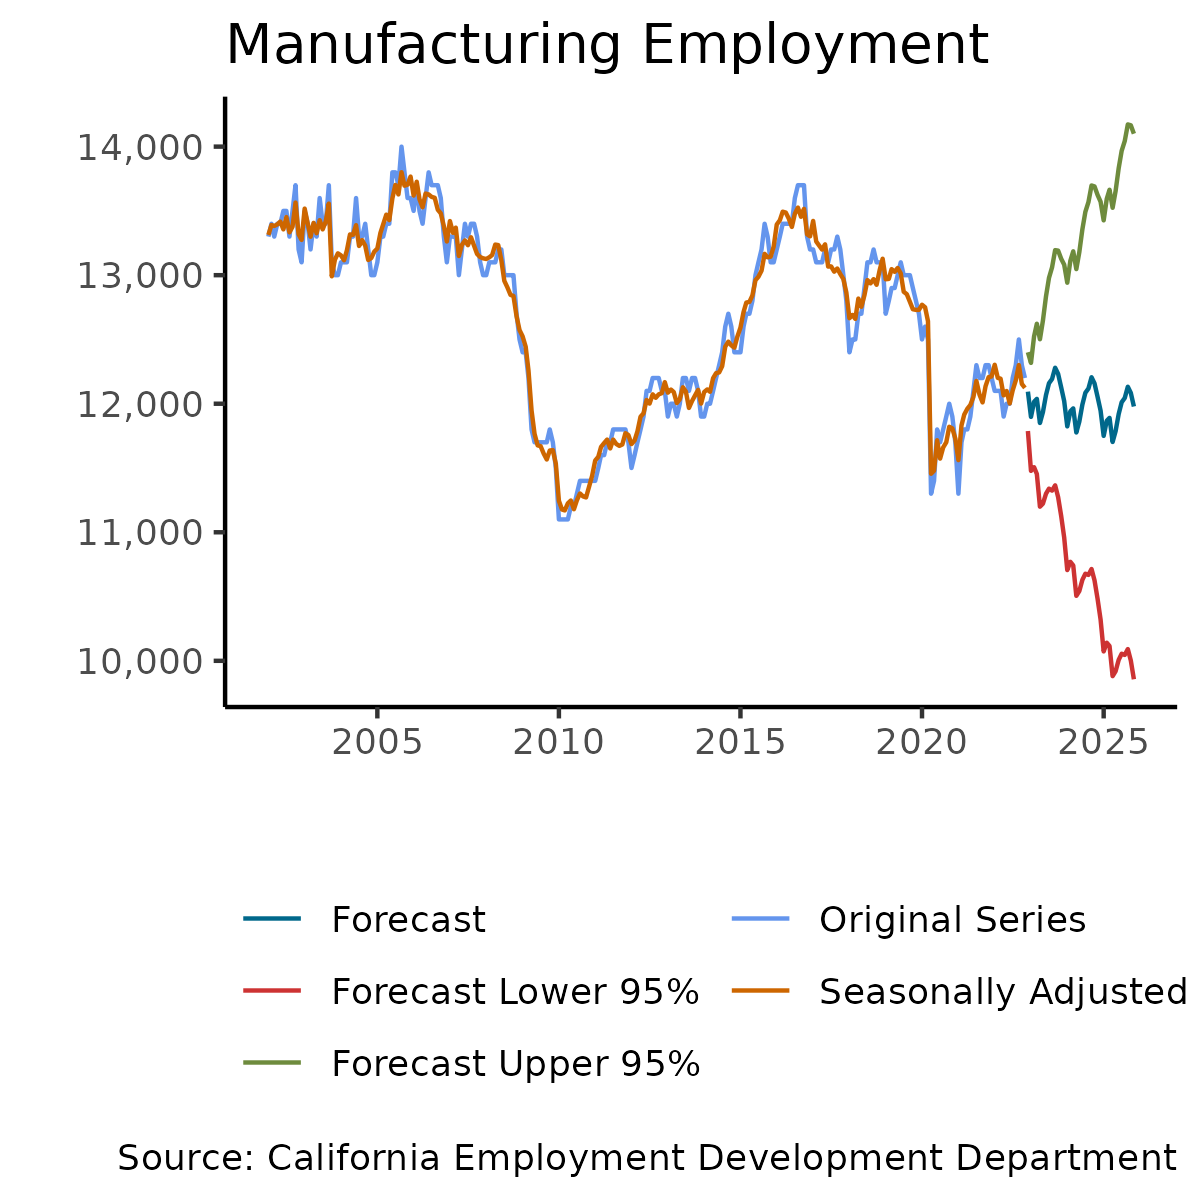 Manufacturing Employment
14,000
13,000
12,000
11,000
10,000
2005 2010 2015 2020 2025
Forecast
Original Series
Forecast Lower 95%
Seasonally Adjusted
Forecast Upper 95%
Source: California Employment Development Department